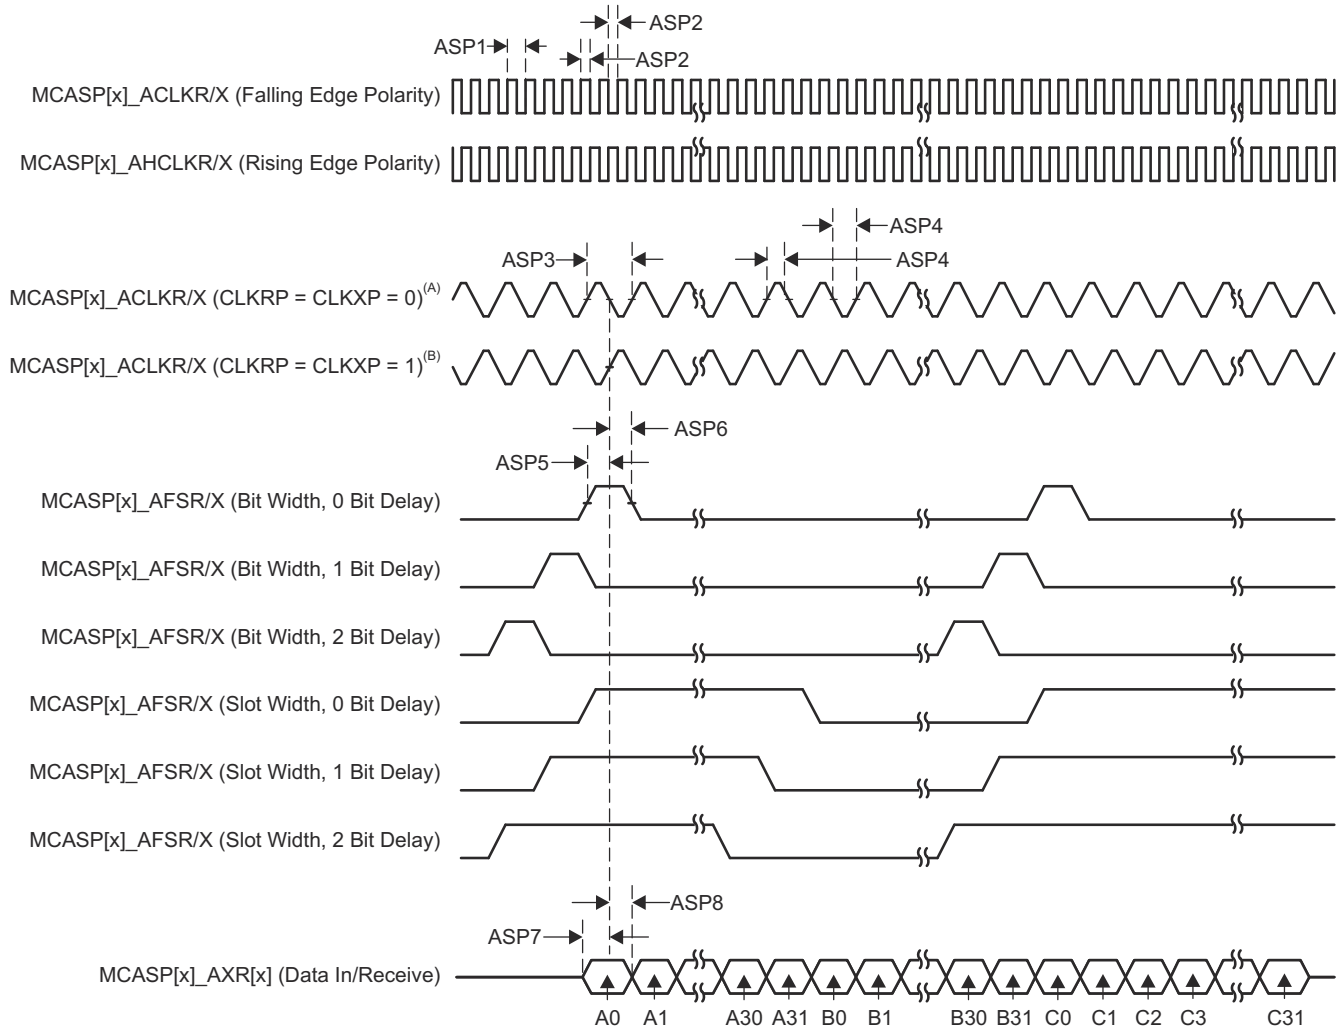 ASP2
ASP1
ASP2
MCASP[x]_ACLKR/X (Falling Edge Polarity)
MCASP[x]_AHCLKR/X (Rising Edge Polarity)
ASP4
ASP3
ASP4
MCASP[x]_ACLKR/X (CLKRP = CLKXP = 0)(A)
MCASP[x]_ACLKR/X (CLKRP = CLKXP = 1)(B)
ASP6
ASP5
MCASP[x]_AFSR/X (Bit Width, 0 Bit Delay)
MCASP[x]_AFSR/X (Bit Width, 1 Bit Delay)
MCASP[x]_AFSR/X (Bit Width, 2 Bit Delay)
MCASP[x]_AFSR/X (Slot Width, 0 Bit Delay)
MCASP[x]_AFSR/X (Slot Width, 1 Bit Delay)
MCASP[x]_AFSR/X (Slot Width, 2 Bit Delay)
ASP8
ASP7
MCASP[x]_AXR[x] (Data In/Receive)
A0 A1 A30 A31 B0 B1 B30 B31 C0 C1 C2 C3 C31